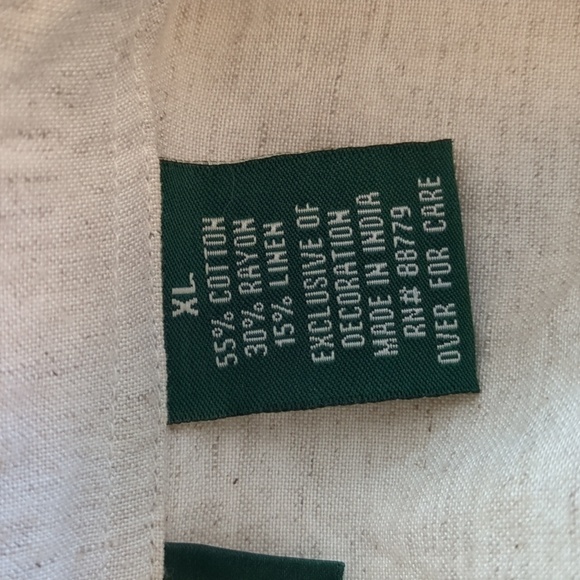 XL
55% COTTON
30% RAYON
15% LINEN
EXCLUSIVE OF
DECORATION
MADE IN INDIA
RN# 88779
OVER FOR CARE